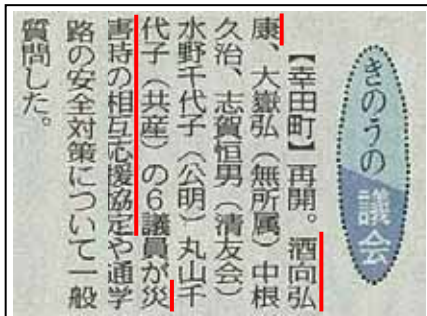 きのうの議会
【幸田町】再開。酒向弘
康、大嶽弘（無所属）中根
久治、志賀恒男（清友会）
水野千代子（公明）丸山千
代子（共産）の６議員が災
害時の相互応援協定や通学
路の安全対策について一般
質問した。